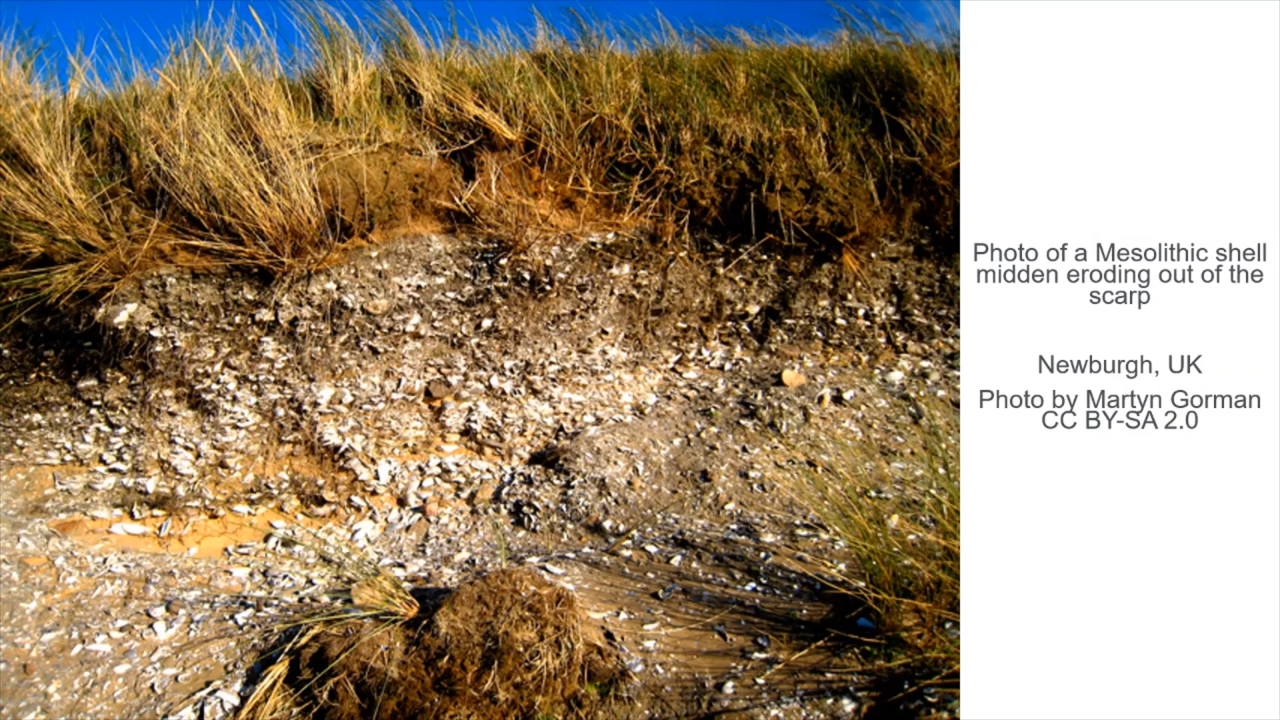 Photo of a Mesolithic shell
midden eroding out of the
scarp
Newburgh, UK
Photo by Martyn Gorman
CC BY-SA 2.0